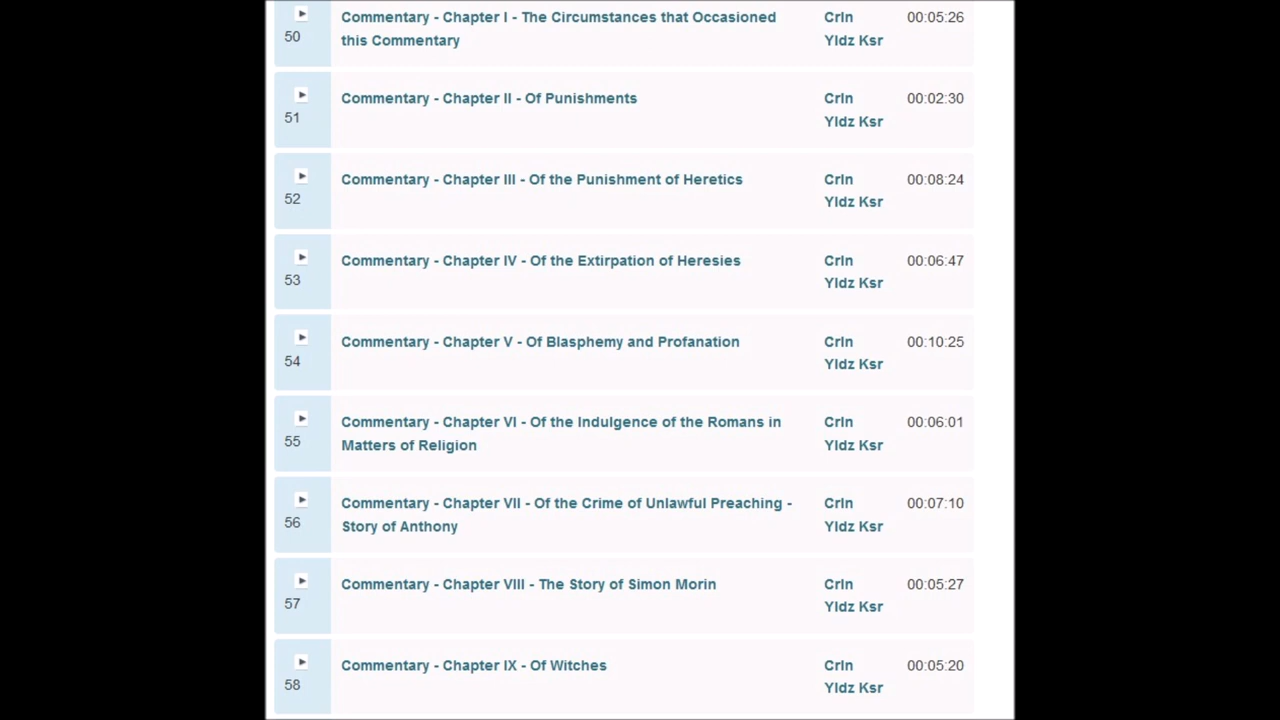 50
Commentary - Chapter I - The Circumstances that Occasioned
this Commentary
Crln
Yldz Ksr
00:05:26
51
Commentary - Chapter II - Of Punishments
Crln
Yldz Ksr
00:02:30
52
Commentary - Chapter III - Of the Punishment of Heretics
Crln
Yldz Ksr
00:08:24
53
Commentary - Chapter IV - Of the Extirpation of Heresies
Crln
Yldz Ksr
00:06:47
54
Commentary - Chapter V - Of Blasphemy and Profanation
Crln
Yldz Ksr
00:10:25
55
Commentary - Chapter VI - Of the Indulgence of the Romans in
Matters of Religion
Crln
Yldz Ksr
00:06:01
56
Commentary - Chapter VII - Of the Crime of Unlawful Preaching -
Story of Anthony
Crln
Yldz Ksr
00:07:10
57
Commentary - Chapter VIII - The Story of Simon Morin
Crln
Yldz Ksr
00:05:27
58
Commentary - Chapter IX - Of Witches
Crln
Yldz Ksr
00:05:20